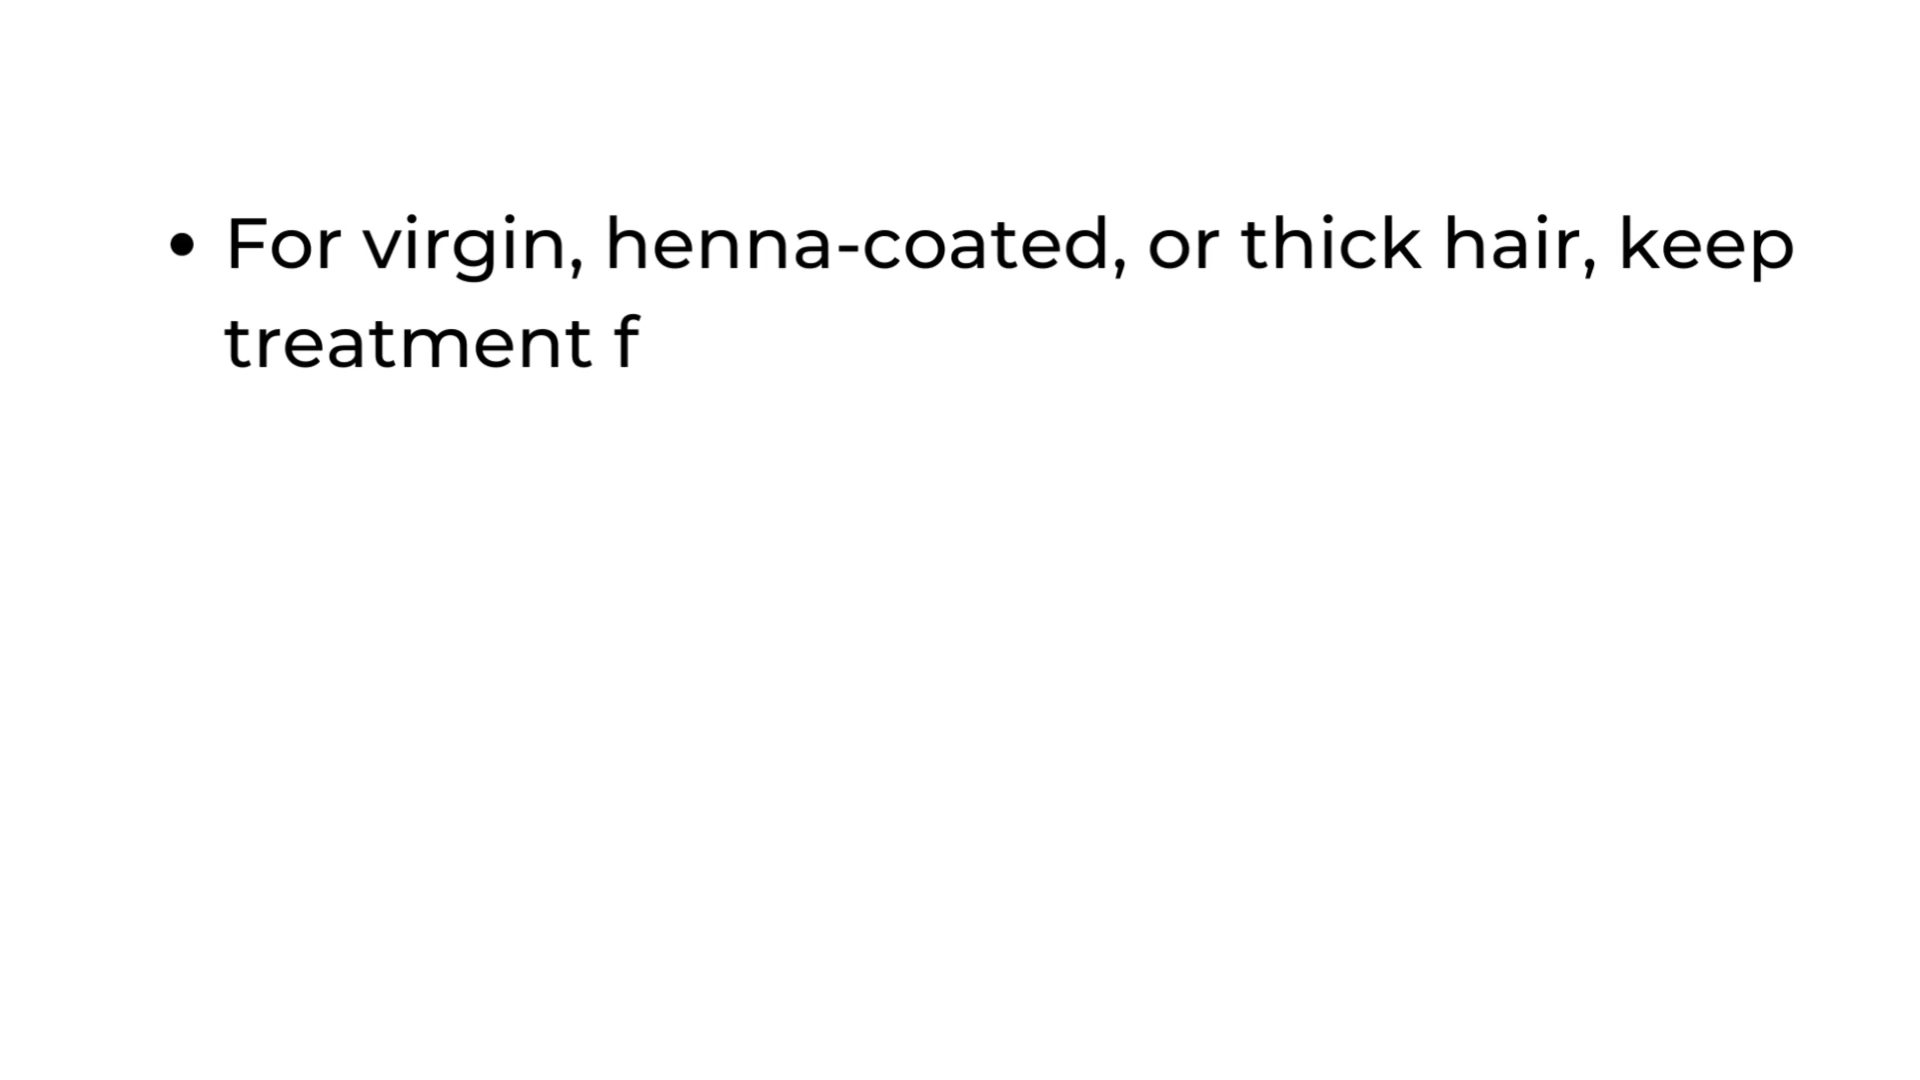 • For virgin, henna-coated, or thick hair, keep
treatment f